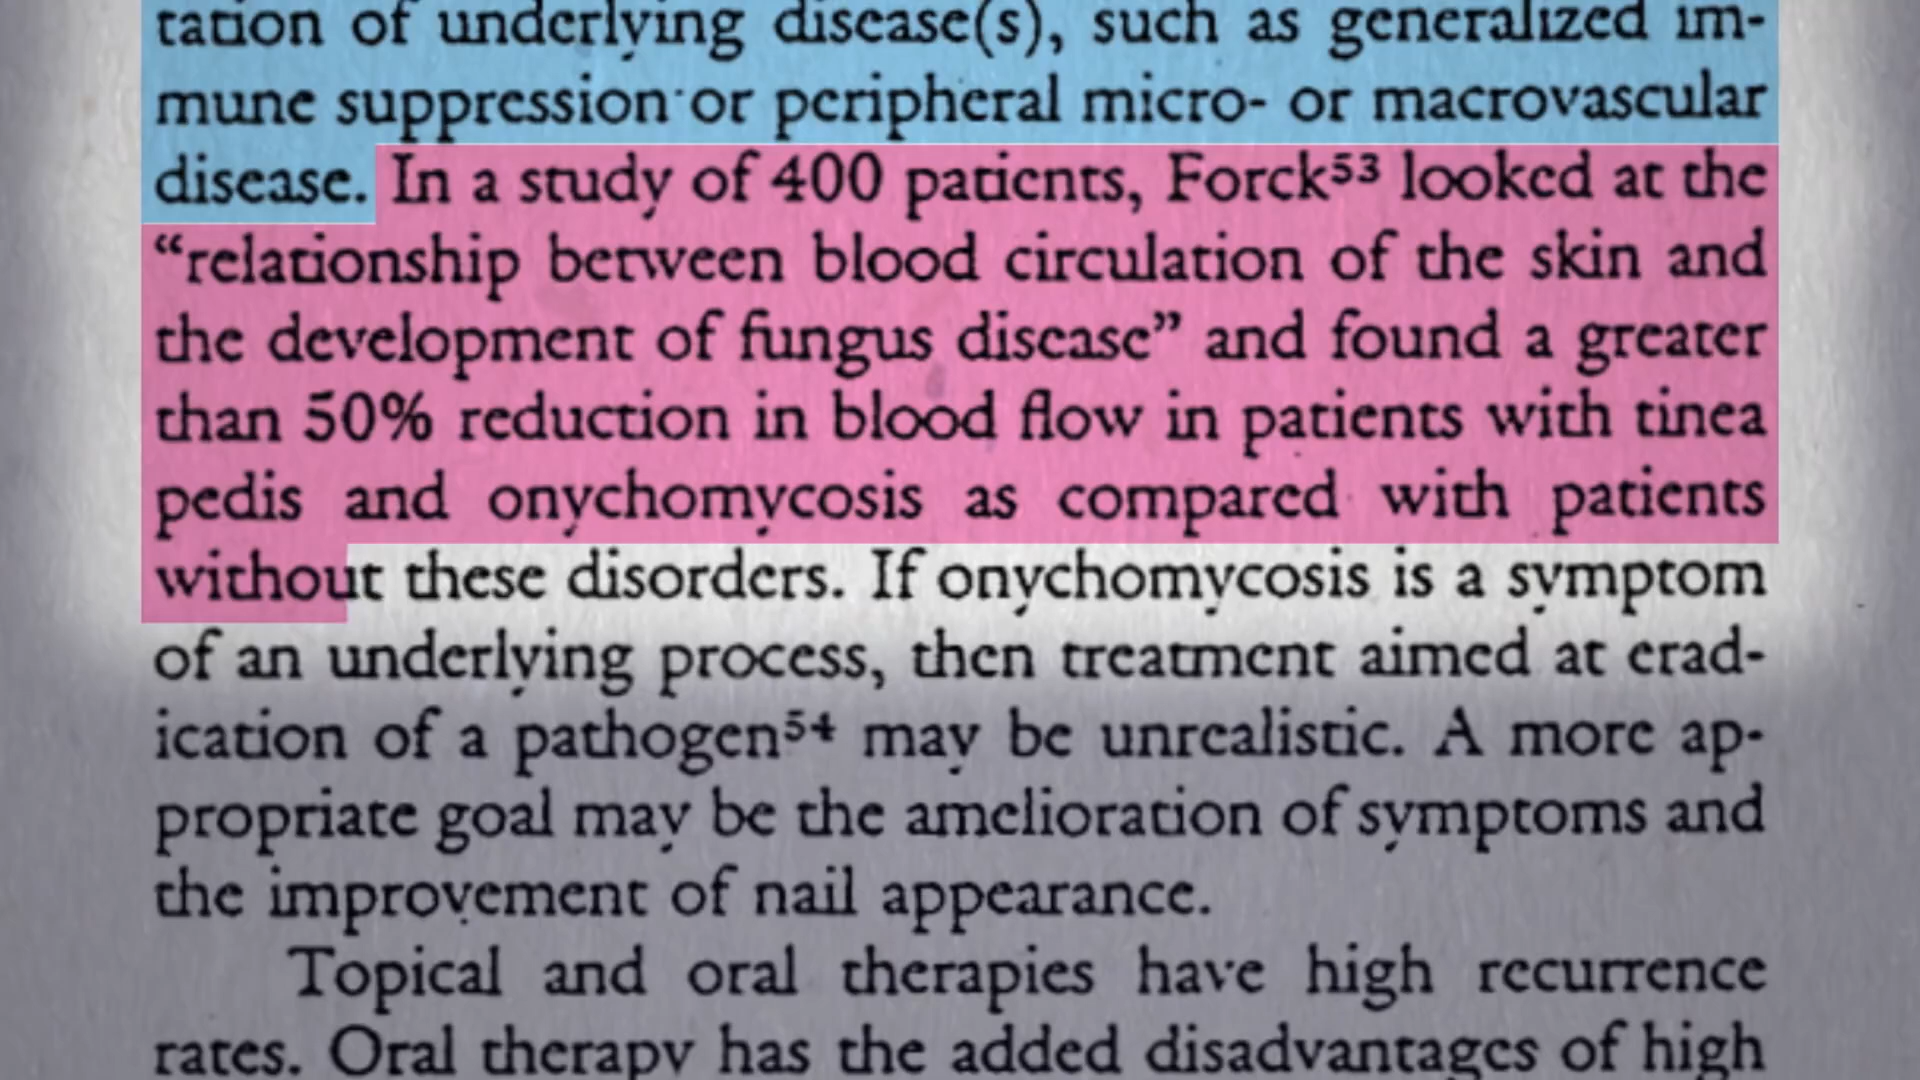 tation of underlying disease(s), such as generalized im-
mune suppression or peripheral micro- or macrovascular
disease. In a study of 400 patients, Forck⁵³ looked at the
“relationship between blood circulation of the skin and
the development of fungus disease” and found a greater
than 50% reduction in blood flow in patients with tinea
pedis and onychomycosis as compared with patients
without these disorders. If onychomycosis is a symptom
of an underlying process, then treatment aimed at erad-
ication of a pathogen⁵⁴ may be unrealistic. A more ap-
propriate goal may be the amelioration of symptoms and
the improvement of nail appearance.
Topical and oral therapies have high recurrence
rates. Oral therapy has the added disadvantages of high